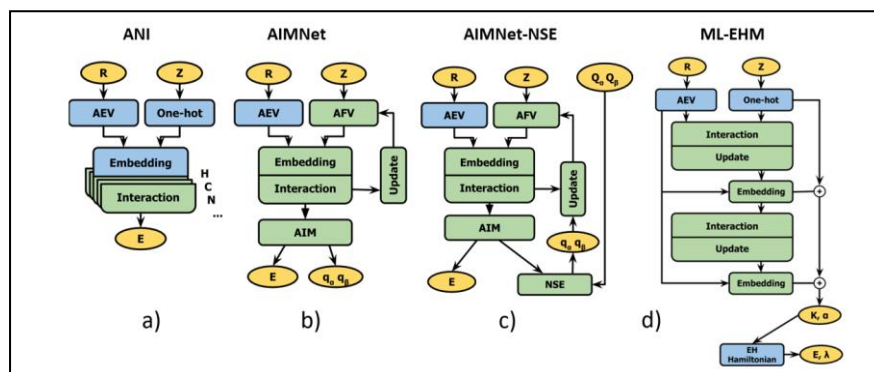 ANI
R
Z
AEV
One-hot
Embedding
Interaction
H
C
N
...
E
a)
AIMNet
R
Z
AEV
AFV
Embedding
Interaction
Update
AIM
E
qα qβ
b)
AIMNet-NSE
R
Z
Qα Qβ
AEV
AFV
Embedding
Interaction
Update
AIM
qα qβ
E
NSE
c)
ML-EHM
R
Z
AEV
One-hot
Interaction
Update
Embedding
+
Interaction
Update
Embedding
+
K, α
EH
Hamiltonian
E, λ
d)